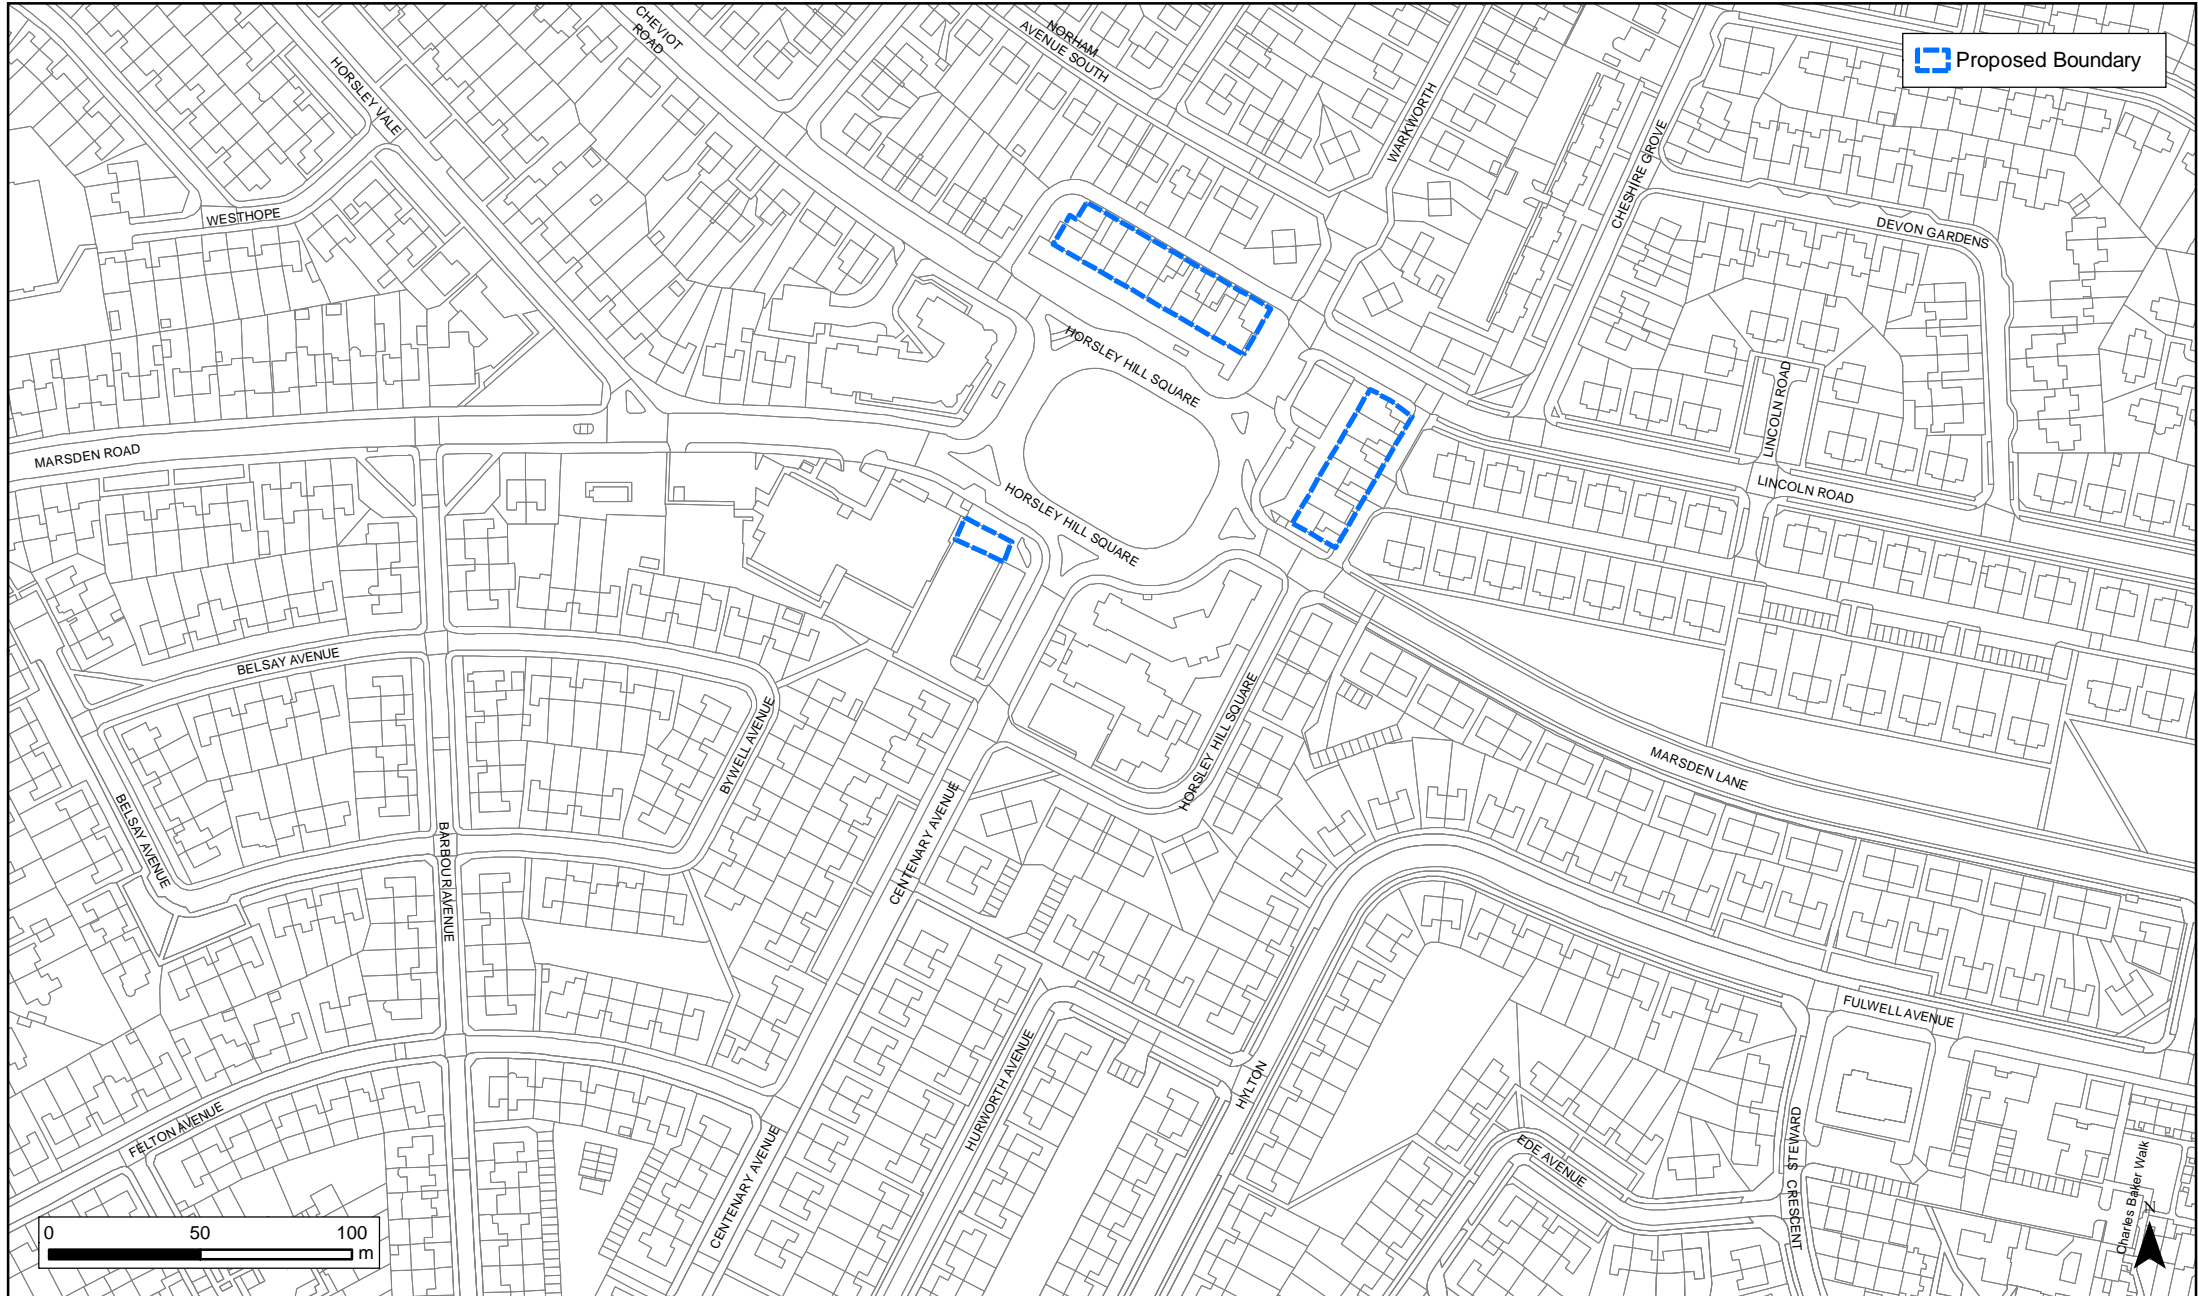 CHEVIOT
ROAD
NORHAM
AVENUE SOUTH
Proposed Boundary
HORSLEY VALE
WARKWORTH
CHESHIRE GROVE
WESTHOPE
DEVON GARDENS
HORSLEY HILL SQUARE
LINCOLN ROAD
MARSDEN ROAD
LINCOLN ROAD
HORSLEY HILL SQUARE
BELSAY AVENUE
BYWELL AVENUE
HORSLEY HILL SQUARE
MARSDEN LANE
BELSAY AVENUE
BARBOUR AVENUE
CENTENARY AVENUE
FULWELL AVENUE
HURWORTH AVENUE
HYLTON
FELTON AVENUE
CENTENARY AVENUE
EDE AVENUE
STEWARD
CRESCENT
Charles Baker Walk
N
0 50 100
m